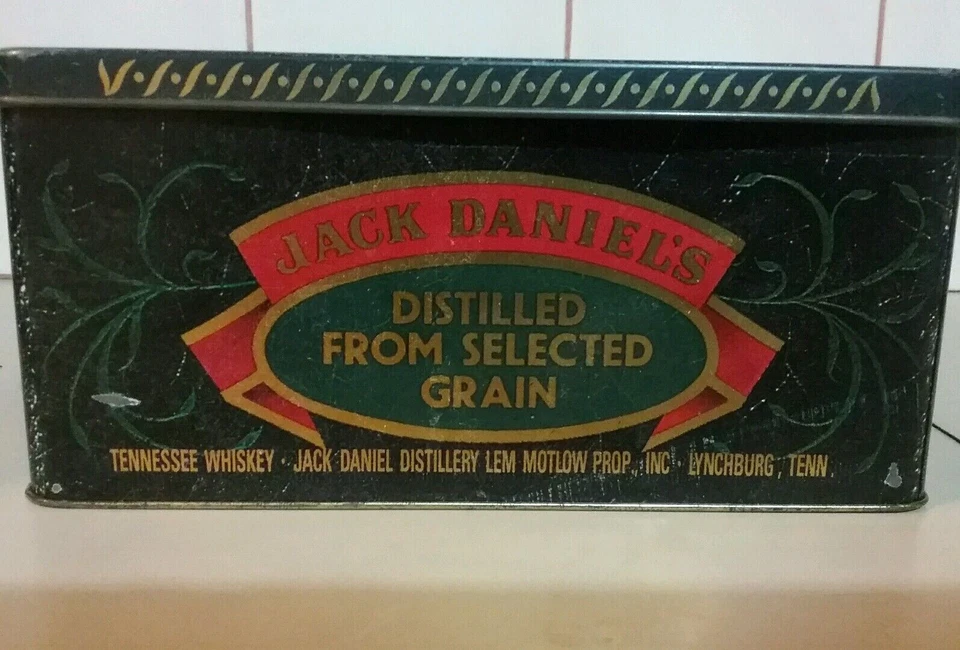 JACK DANIEL'S
DISTILLED
FROM SELECTED
GRAIN
TENNESSEE WHISKEY · JACK DANIEL DISTILLERY LEM MOTLOW PROP. INC · LYNCHBURG, TENN.